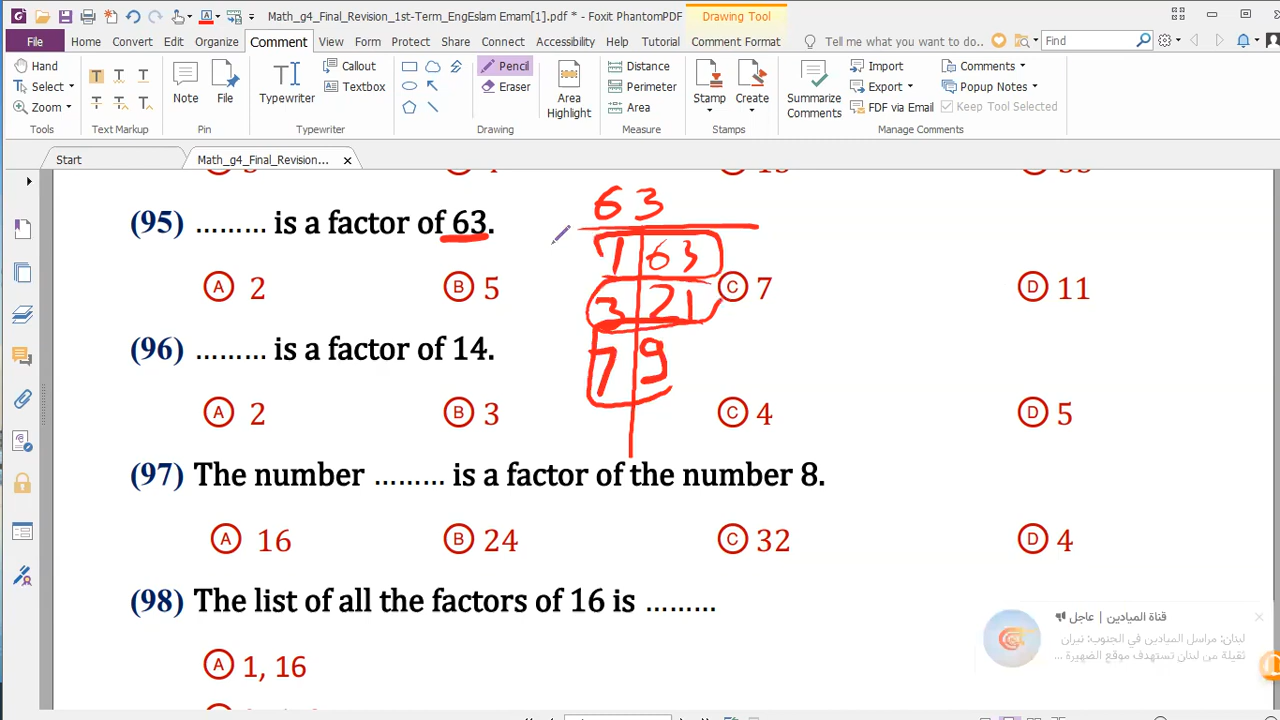 Math_g4_Final_Revision_1st-Term_EngEslam Emam[1].pdf * - Foxit PhantomPDF
Drawing Tool
File Home Convert Edit Organize Comment View Form Protect Share Connect Accessibility Help Tutorial Comment Format Tell me what you want to do... Find
Hand
Select
Zoom
Tools
Text Markup
Note
File
Pin
Typewriter
Callout
Textbox
Typewriter
Pencil
Eraser
Drawing
Area Highlight
Distance
Perimeter
Area
Measure
Stamp
Create
Stamps
Summarize Comments
Import
Export
FDF via Email
Comments
Popup Notes
Keep Tool Selected
Manage Comments
Start
Math_g4_Final_Revision...
63
(95) ......... is a factor of 63.
7 63
A 2 B 5 C 7 D 11
3 21
(96) ......... is a factor of 14.
7 9
A 2 B 3 C 4 D 5
(97) The number ......... is a factor of the number 8.
A 16 B 24 C 32 D 4
(98) The list of all the factors of 16 is .........
A 1, 16
قناة الميادين | عاجل
لبنان: مراسل الميادين في الجنوب: نيران
ثقيلة من لبنان تستهدف موقع الضهيرة ...